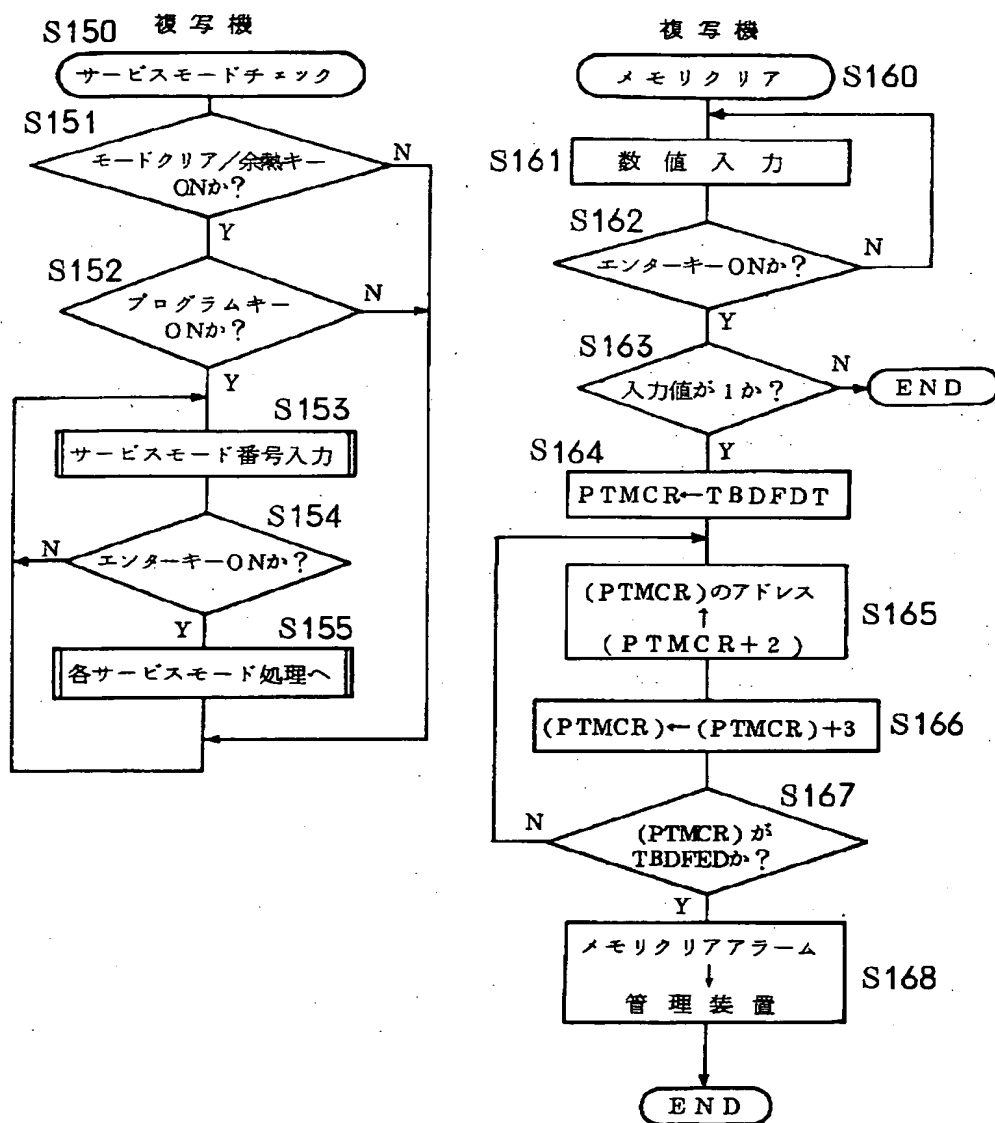 S150
複写機
サービスモードチェック
S151
モードクリア/余熱キー
ONか?
N
Y
S152
プログラムキー
ONか?
N
Y
S153
サービスモード番号入力
S154
エンターキーONか?
N
Y
S155
各サービスモード処理へ
複写機
メモリクリア
S160
S161
数値入力
S162
エンターキーONか?
N
Y
S163
入力値が1か?
N
END
Y
S164
PTMCR←TBDFDT
(PTMCR)のアドレス
↑
(PTMCR+2)
S165
(PTMCR)←(PTMCR)+3
S166
S167
(PTMCR)が
TBDFEDか?
N
Y
メモリクリアアラーム
↓
管理装置
S168
END